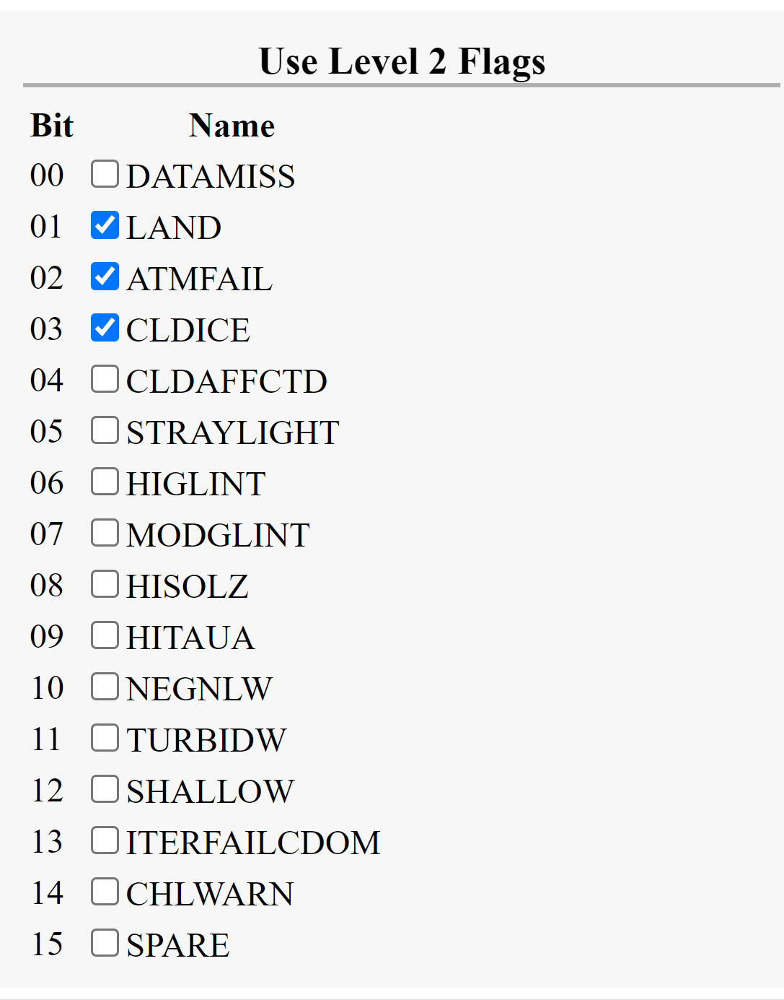 Use Level 2 Flags
Bit Name
00 DATAMISS
01 LAND
02 ATMFAIL
03 CLDICE
04 CLDAFFCTD
05 STRAYLIGHT
06 HIGLINT
07 MODGLINT
08 HISOLZ
09 HITAUA
10 NEGNLW
11 TURBIDW
12 SHALLOW
13 ITERFAILCDOM
14 CHLWARN
15 SPARE